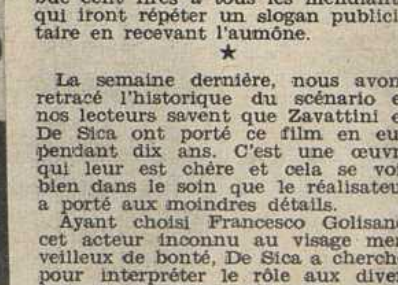 qui iront répéter un slogan publici-
taire en recevant l'aumône.
★
La semaine dernière, nous avon
retracé l'historique du scénario e
nos lecteurs savent que Zavattini e
De Sica ont porté ce film en eu
pendant dix ans. C'est une œuvr
qui leur est chère et cela se voi
bien dans le soin que le réalisateu
a porté aux moindres détails.
Ayant choisi Francesco Golisano
cet acteur inconnu au visage mer
veilleux de bonté, De Sica a cherch
pour interpréter le rôle aux diver